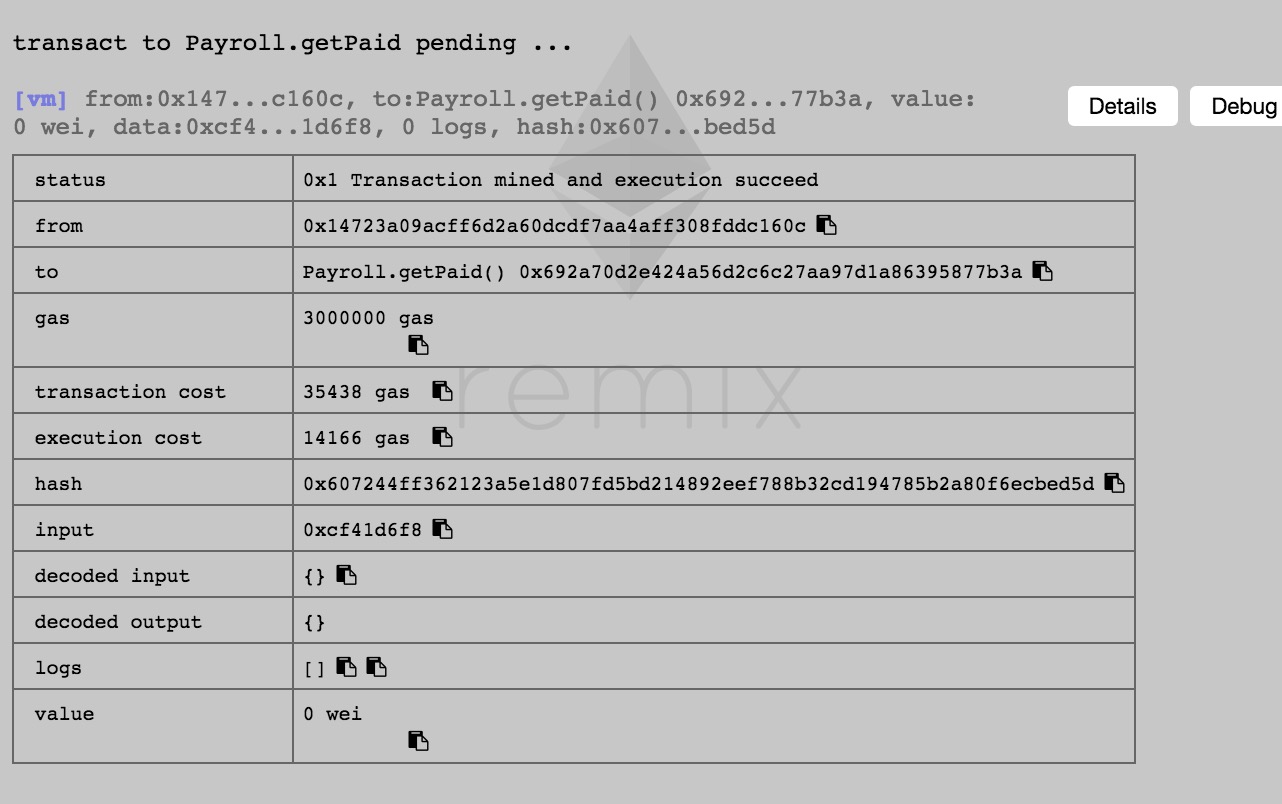 transact to Payroll.getPaid pending ...
[vm] from:0x147...c160c, to:Payroll.getPaid() 0x692...77b3a, value:
0 wei, data:0xcf4...1d6f8, 0 logs, hash:0x607...bed5d
Details
Debug
status 0x1 Transaction mined and execution succeed
from 0x14723a09acff6d2a60dcdf7aa4aff308fddc160c
to Payroll.getPaid() 0x692a70d2e424a56d2c6c27aa97d1a86395877b3a
gas 3000000 gas
transaction cost 35438 gas
remix
execution cost 14166 gas
hash 0x607244ff362123a5e1d807fd5bd214892eef788b32cd194785b2a80f6ecbed5d
input 0xcf41d6f8
decoded input {}
decoded output {}
logs []
value 0 wei